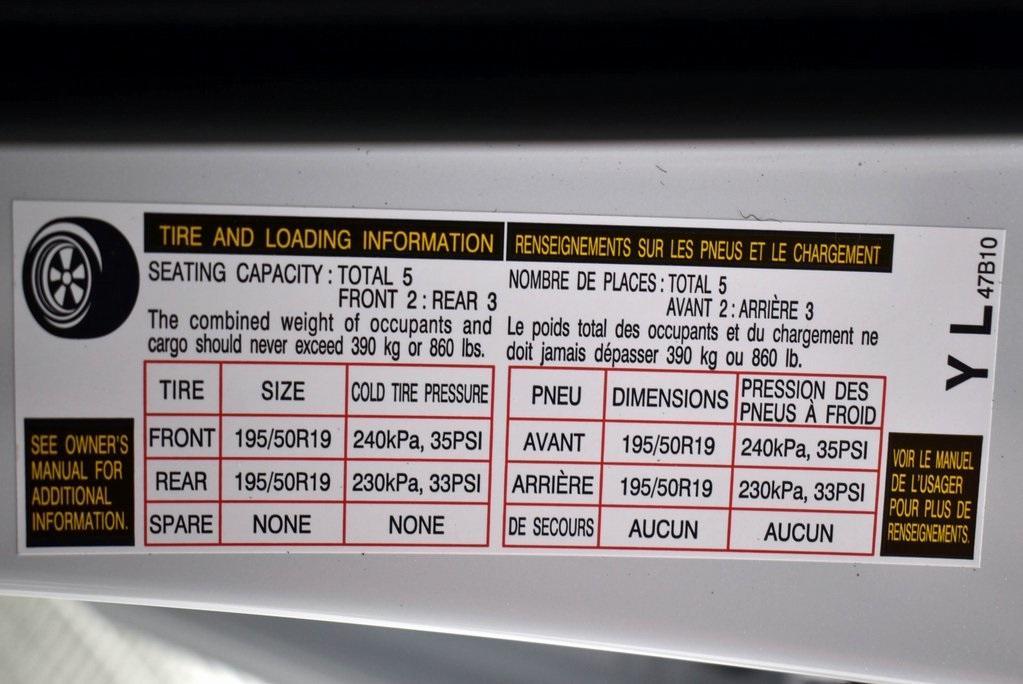 TIRE AND LOADING INFORMATION
SEATING CAPACITY : TOTAL 5
FRONT 2 : REAR 3
The combined weight of occupants and
cargo should never exceed 390 kg or 860 lbs.
TIRE SIZE COLD TIRE PRESSURE
FRONT 195/50R19 240kPa, 35PSI
REAR 195/50R19 230kPa, 33PSI
SPARE NONE NONE
SEE OWNER'S
MANUAL FOR
ADDITIONAL
INFORMATION.
RENSEIGNEMENTS SUR LES PNEUS ET LE CHARGEMENT
NOMBRE DE PLACES : TOTAL 5
AVANT 2 : ARRIÈRE 3
Le poids total des occupants et du chargement ne
doit jamais dépasser 390 kg ou 860 lb.
PNEU DIMENSIONS PRESSION DES
PNEUS À FROID
AVANT 195/50R19 240kPa, 35PSI
ARRIÈRE 195/50R19 230kPa, 33PSI
DE SECOURS AUCUN AUCUN
VOIR LE MANUEL
DE L'USAGER
POUR PLUS DE
RENSEIGNEMENTS.
YL 47B10